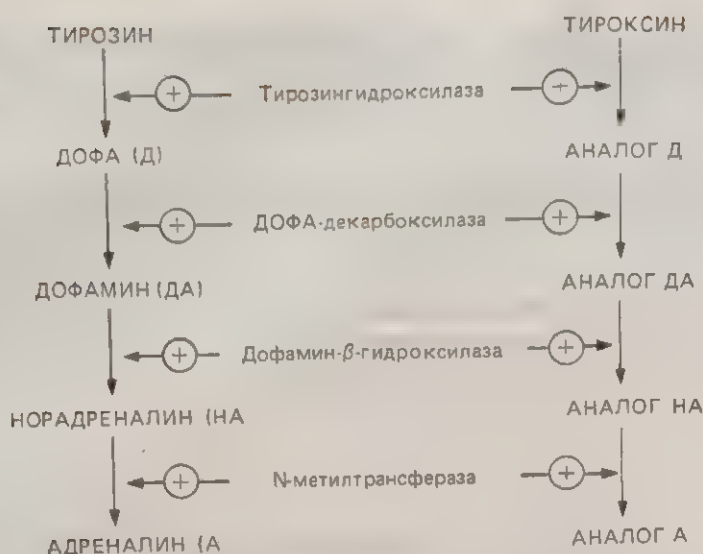 ТИРОЗИН
ТИРОКСИН
+ Тирозингидроксилаза +
ДОФА (Д)
АНАЛОГ Д
+ ДОФА-декарбоксилаза +
ДОФАМИН (ДА)
АНАЛОГ ДА
+ Дофамин-β-гидроксилаза +
НОРАДРЕНАЛИН (НА
АНАЛОГ НА
+ N-метилтрансфераза +
АДРЕНАЛИН (А
АНАЛОГ А